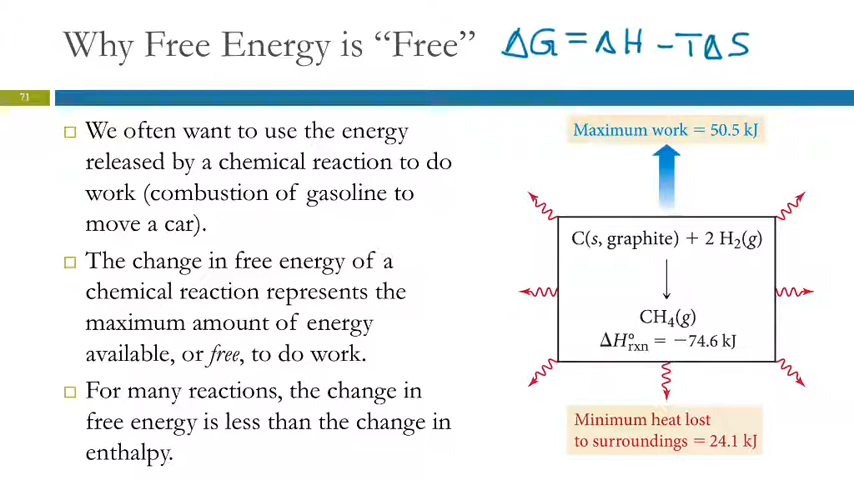 Why Free Energy is “Free” ΔG = ΔH – TΔS
71
We often want to use the energy
released by a chemical reaction to do
work (combustion of gasoline to
move a car).
The change in free energy of a
chemical reaction represents the
maximum amount of energy
available, or free, to do work.
For many reactions, the change in
free energy is less than the change in
enthalpy.
Maximum work = 50.5 kJ
C(s, graphite) + 2 H₂(g)
CH₄(g)
ΔH°rxn = −74.6 kJ
Minimum heat lost
to surroundings = 24.1 kJ